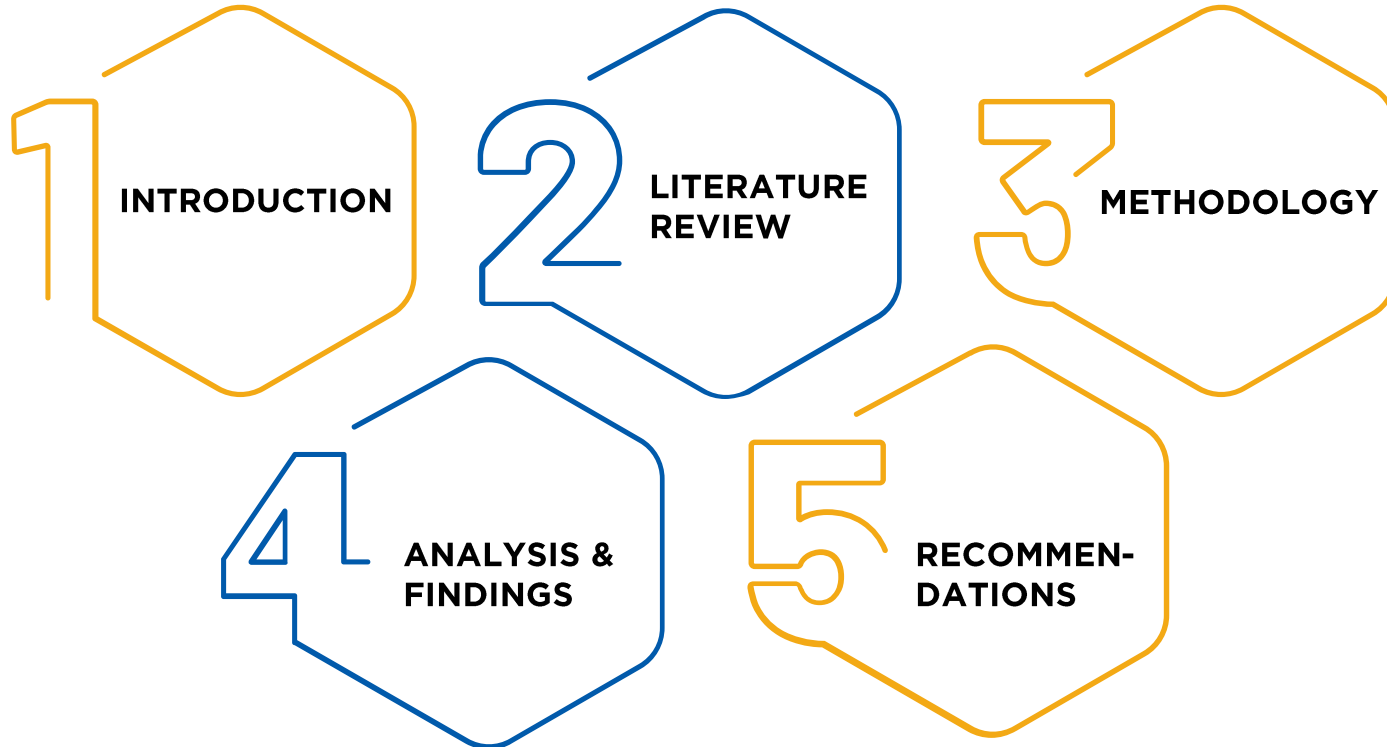 1
INTRODUCTION
2
LITERATURE
REVIEW
3
METHODOLOGY
4
ANALYSIS &
FINDINGS
5
RECOMMEN-
DATIONS